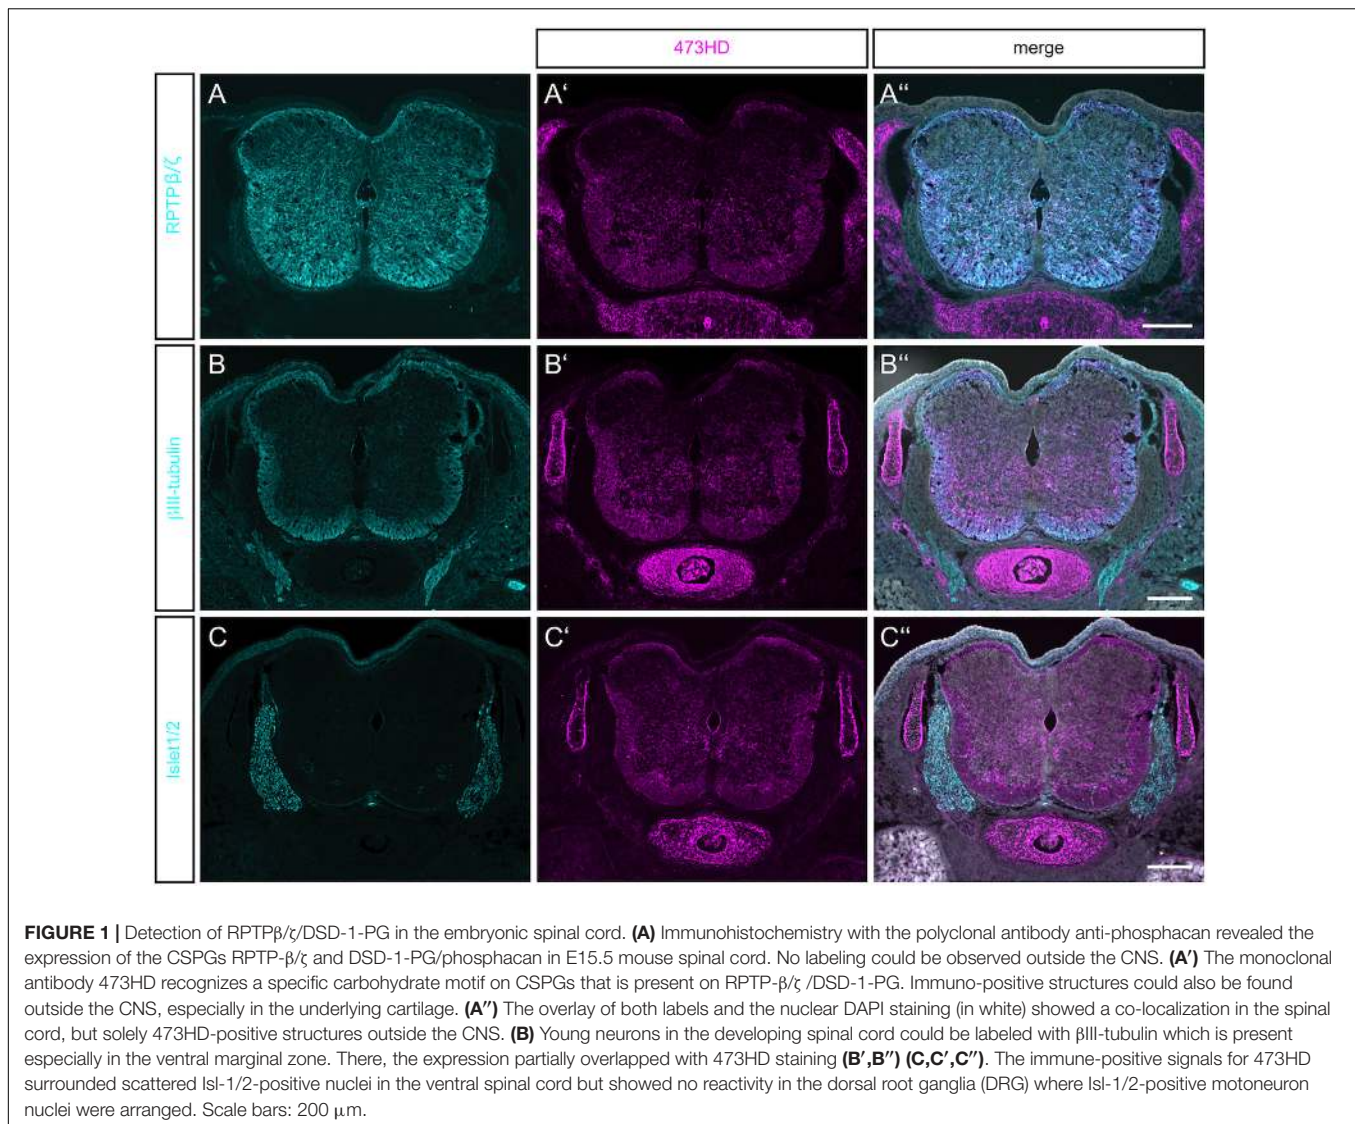 473HD
merge
RPTPβ/ζ
A
A‘
A“
βIII-tubulin
B
B‘
B“
Islet1/2
C
C‘
C“
FIGURE 1 | Detection of RPTPβ/ζ/DSD-1-PG in the embryonic spinal cord. (A) Immunohistochemistry with the polyclonal antibody anti-phosphacan revealed the
expression of the CSPGs RPTP-β/ζ and DSD-1-PG/phosphacan in E15.5 mouse spinal cord. No labeling could be observed outside the CNS. (A′) The monoclonal
antibody 473HD recognizes a specific carbohydrate motif on CSPGs that is present on RPTP-β/ζ /DSD-1-PG. Immuno-positive structures could also be found
outside the CNS, especially in the underlying cartilage. (A″) The overlay of both labels and the nuclear DAPI staining (in white) showed a co-localization in the spinal
cord, but solely 473HD-positive structures outside the CNS. (B) Young neurons in the developing spinal cord could be labeled with βIII-tubulin which is present
especially in the ventral marginal zone. There, the expression partially overlapped with 473HD staining (B′,B″) (C,C′,C″). The immune-positive signals for 473HD
surrounded scattered Isl-1/2-positive nuclei in the ventral spinal cord but showed no reactivity in the dorsal root ganglia (DRG) where Isl-1/2-positive motoneuron
nuclei were arranged. Scale bars: 200 μm.